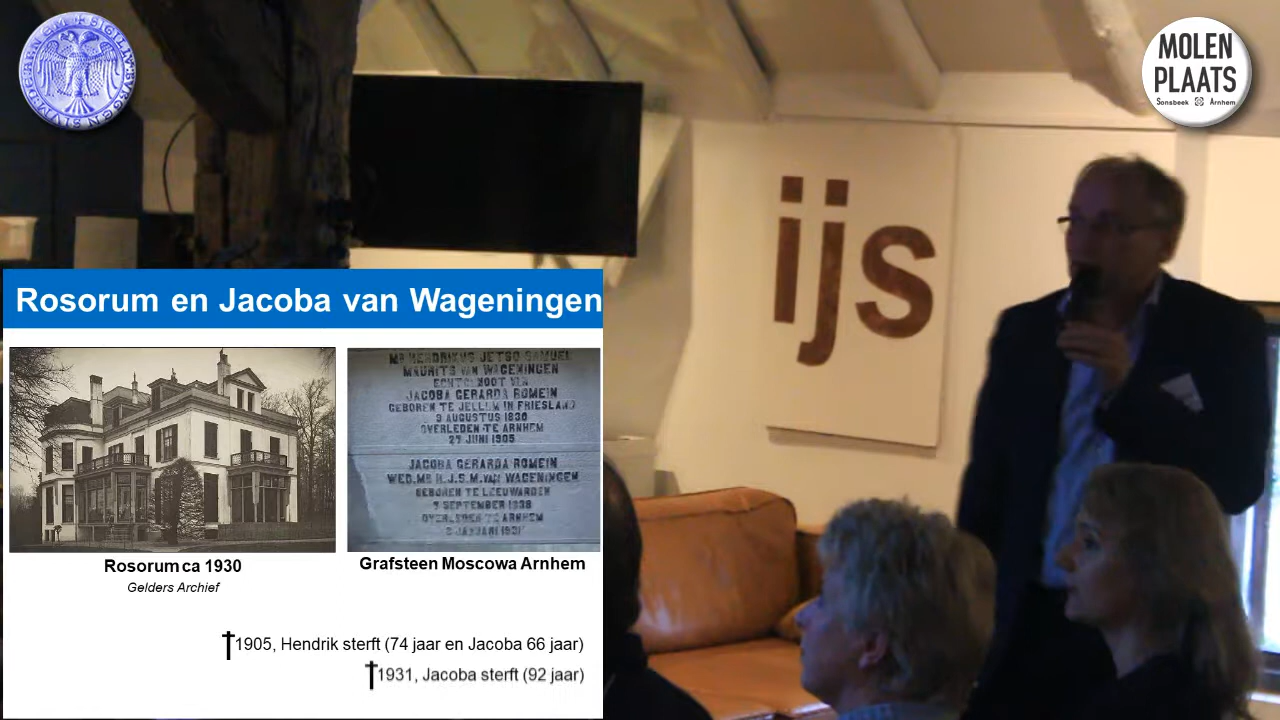 MOLEN
PLAATS
Sonsbeek Arnhem
ijs
Rosorum en Jacoba van Wageningen
MR HENDRIKUS JETSO SAMUEL
MAURITS VAN WAGENINGEN
ECHTGENOOT VAN
JACOBA GERARDA ROMEIN
GEBOREN TE JELLUM IN FRIESLAND
9 AUGUSTUS 1830
OVERLEDEN TE ARNHEM
27 JUNI 1905
JACOBA GERARDA ROMEIN
WED. MR H.J.S.M. VAN WAGENINGEN
GEBOREN TE LEEUWARDEN
SEPTEMBER 1838
OVERLEDEN TE ARNHEM
JANUARI 1931
Rosorum ca 1930
Gelders Archief
Grafsteen Moscowa Arnhem
1905, Hendrik sterft (74 jaar en Jacoba 66 jaar)
1931, Jacoba sterft (92 jaar)